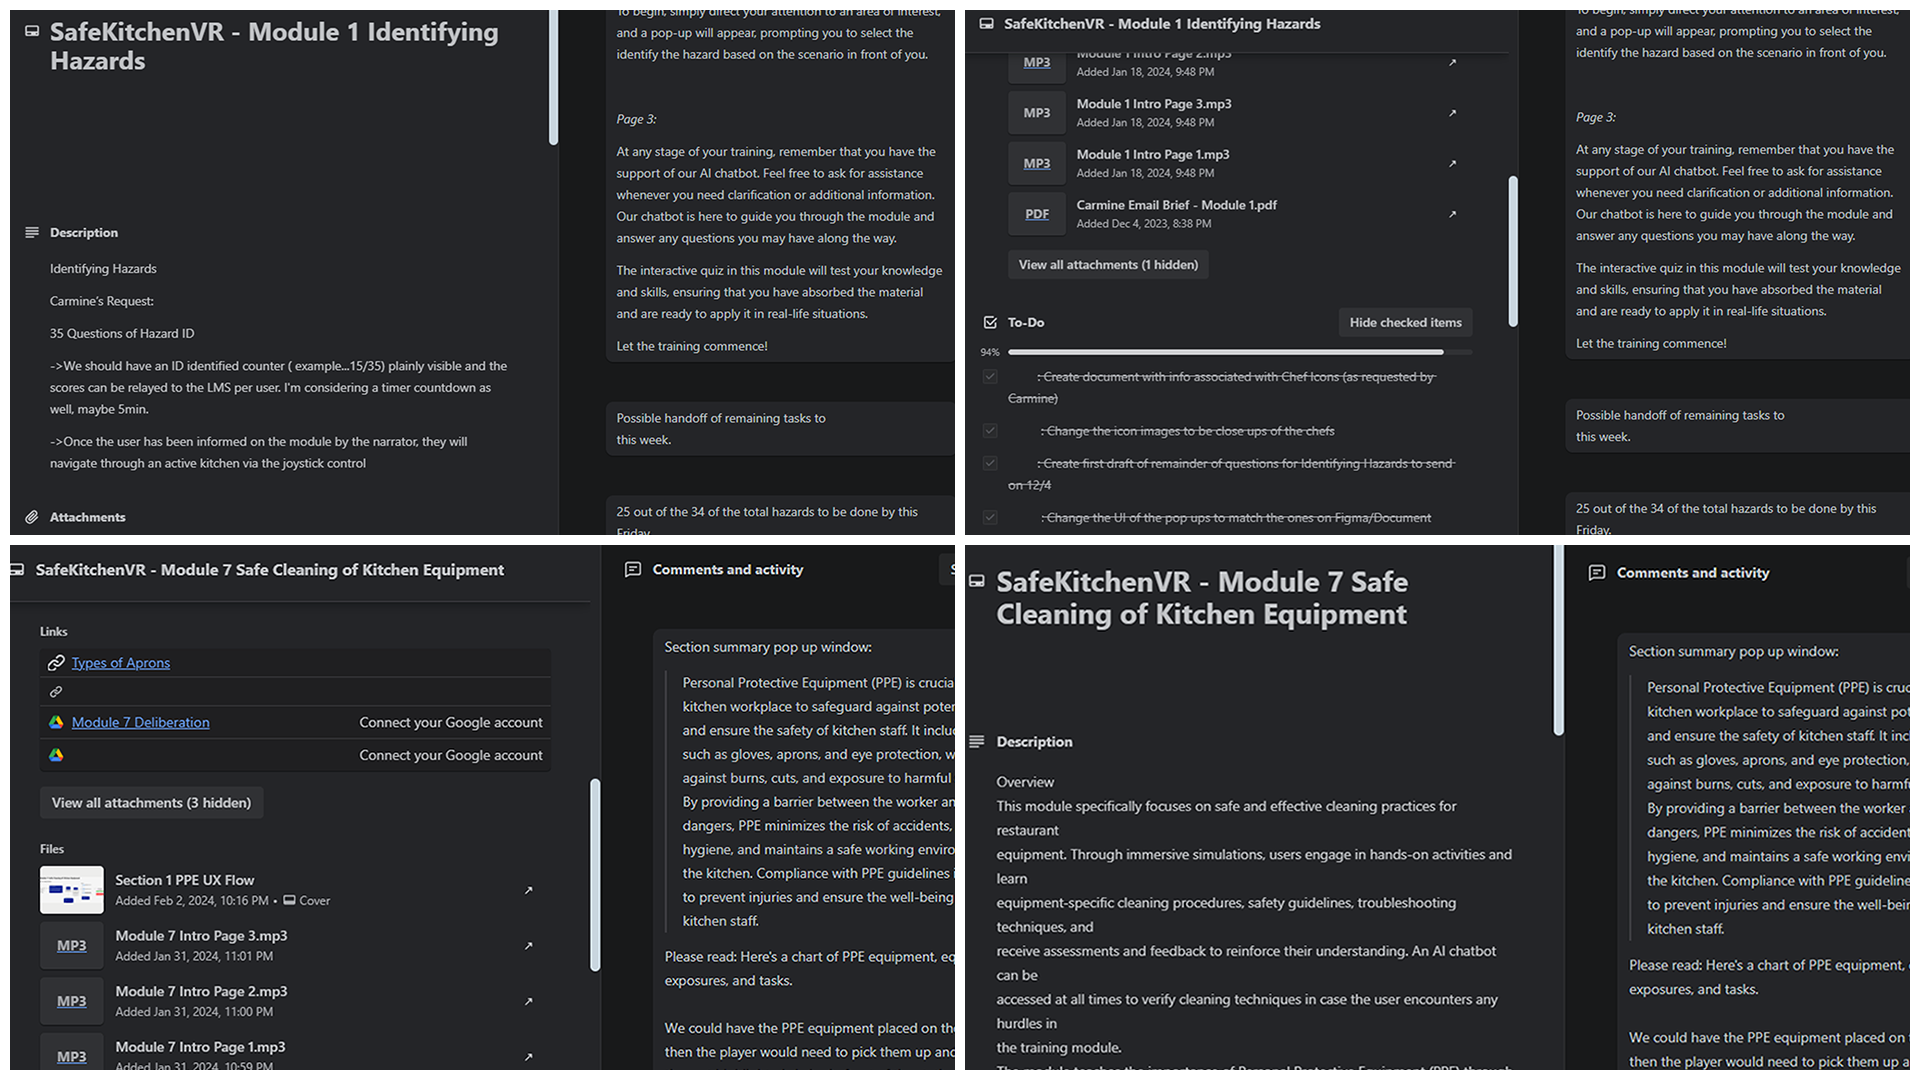 SafeKitchenVR - Module 1 Identifying
Hazards
Description
Identifying Hazards
Carmine's Request:
35 Questions of Hazard ID
->We should have an ID identified counter ( example...15/35) plainly visible and the
scores can be relayed to the LMS per user. I'm considering a timer countdown as
well, maybe 5min.
->Once the user has been informed on the module by the narrator, they will
navigate through an active kitchen via the joystick control
Attachments
To begin, simply direct your attention to an area of interest,
and a pop-up will appear, prompting you to select the
identify the hazard based on the scenario in front of you.
Page 3:
At any stage of your training, remember that you have the
support of our AI chatbot. Feel free to ask for assistance
whenever you need clarification or additional information.
Our chatbot is here to guide you through the module and
answer any questions you may have along the way.
The interactive quiz in this module will test your knowledge
and skills, ensuring that you have absorbed the material
and are ready to apply it in real-life situations.
Let the training commence!
Possible handoff of remaining tasks to
this week.
25 out of the 34 of the total hazards to be done by this
Friday.
SafeKitchenVR - Module 1 Identifying Hazards
MP3
Module 1 Intro Page 2.mp3
Added Jan 18, 2024, 9:48 PM
MP3
Module 1 Intro Page 3.mp3
Added Jan 18, 2024, 9:48 PM
MP3
Module 1 Intro Page 1.mp3
Added Jan 18, 2024, 9:48 PM
PDF
Carmine Email Brief - Module 1.pdf
Added Dec 4, 2023, 8:38 PM
View all attachments (1 hidden)
To-Do
Hide checked items
94%
: Create document with info associated with Chef Icons (as requested by
Carmine)
: Change the icon images to be close ups of the chefs
: Create first draft of remainder of questions for Identifying Hazards to send
on 12/4
: Change the UI of the pop ups to match the ones on Figma/Document
To begin, simply direct your attention to an area of interest,
and a pop-up will appear, prompting you to select the
identify the hazard based on the scenario in front of you.
Page 3:
At any stage of your training, remember that you have the
support of our AI chatbot. Feel free to ask for assistance
whenever you need clarification or additional information.
Our chatbot is here to guide you through the module and
answer any questions you may have along the way.
The interactive quiz in this module will test your knowledge
and skills, ensuring that you have absorbed the material
and are ready to apply it in real-life situations.
Let the training commence!
Possible handoff of remaining tasks to
this week.
25 out of the 34 of the total hazards to be done by this
Friday.
SafeKitchenVR - Module 7 Safe Cleaning of Kitchen Equipment
Links
Types of Aprons
Module 7 Deliberation
Connect your Google account
Connect your Google account
View all attachments (3 hidden)
Files
Section 1 PPE UX Flow
Added Feb 2, 2024, 10:16 PM • Cover
MP3
Module 7 Intro Page 3.mp3
Added Jan 31, 2024, 11:01 PM
MP3
Module 7 Intro Page 2.mp3
Added Jan 31, 2024, 11:00 PM
MP3
Module 7 Intro Page 1.mp3
Added Jan 31, 2024, 10:59 PM
Comments and activity
Section summary pop up window:
Personal Protective Equipment (PPE) is crucia
kitchen workplace to safeguard against poter
and ensure the safety of kitchen staff. It inclu
such as gloves, aprons, and eye protection, w
against burns, cuts, and exposure to harmful
By providing a barrier between the worker an
dangers, PPE minimizes the risk of accidents,
hygiene, and maintains a safe working enviro
the kitchen. Compliance with PPE guidelines i
to prevent injuries and ensure the well-being
kitchen staff.
Please read: Here's a chart of PPE equipment, eq
exposures, and tasks.
We could have the PPE equipment placed on the
then the player would need to pick them up and
SafeKitchenVR - Module 7 Safe
Cleaning of Kitchen Equipment
Description
Overview
This module specifically focuses on safe and effective cleaning practices for
restaurant
equipment. Through immersive simulations, users engage in hands-on activities and
learn
equipment-specific cleaning procedures, safety guidelines, troubleshooting
techniques, and
receive assessments and feedback to reinforce their understanding. An AI chatbot
can be
accessed at all times to verify cleaning techniques in case the user encounters any
hurdles in
the training module.
The module teaches the importance of Personal Protective Equipment (PPE) through
Comments and activity
Section summary pop up window:
Personal Protective Equipment (PPE) is cruc
kitchen workplace to safeguard against pot
and ensure the safety of kitchen staff. It incl
such as gloves, aprons, and eye protection,
against burns, cuts, and exposure to harmfu
By providing a barrier between the worker
dangers, PPE minimizes the risk of accident
hygiene, and maintains a safe working envi
the kitchen. Compliance with PPE guideline
to prevent injuries and ensure the well-bein
kitchen staff.
Please read: Here's a chart of PPE equipment,
exposures, and tasks.
We could have the PPE equipment placed on
then the player would need to pick them up a